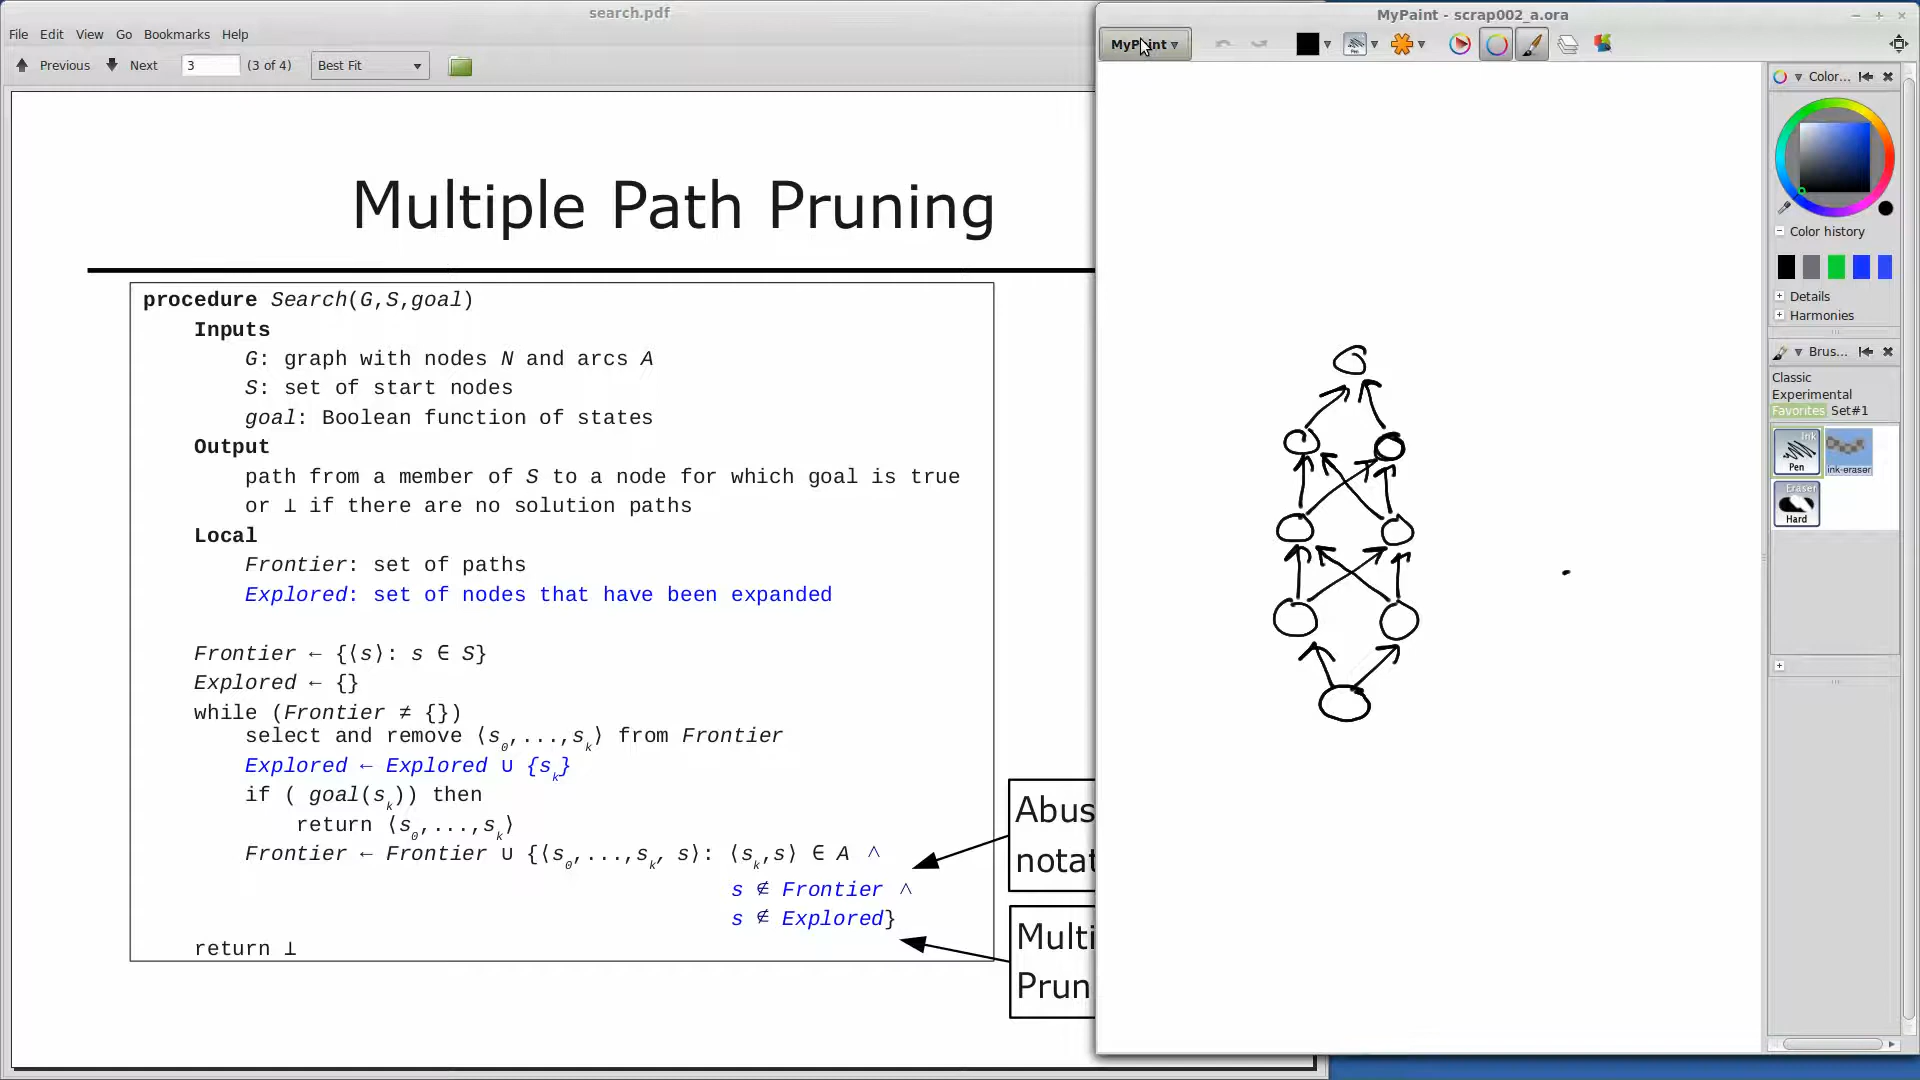 search.pdf
File Edit View Go Bookmarks Help
Previous Next 3 (3 of 4) Best Fit
Multiple Path Pruning
procedure Search(G,S,goal)
Inputs
G: graph with nodes N and arcs A
S: set of start nodes
goal: Boolean function of states
Output
path from a member of S to a node for which goal is true
or ⊥ if there are no solution paths
Local
Frontier: set of paths
Explored: set of nodes that have been expanded
Frontier ← {⟨s⟩: s ∈ S}
Explored ← {}
while (Frontier ≠ {})
select and remove ⟨s0,...,sk⟩ from Frontier
Explored ← Explored ∪ {sk}
if ( goal(sk)) then
return ⟨s0,...,sk⟩
Frontier ← Frontier ∪ {⟨s0,...,sk, s⟩: ⟨sk,s⟩ ∈ A ∧
s ∉ Frontier ∧
s ∉ Explored}
return ⊥
Abus
notat
Multi
Prun
MyPaint - scrap002_a.ora
MyPaint
Color...
Color history
Details
Harmonies
Brus...
Classic
Experimental
Favorites Set#1
Ink
Pen
ink-eraser
Eraser
Hard